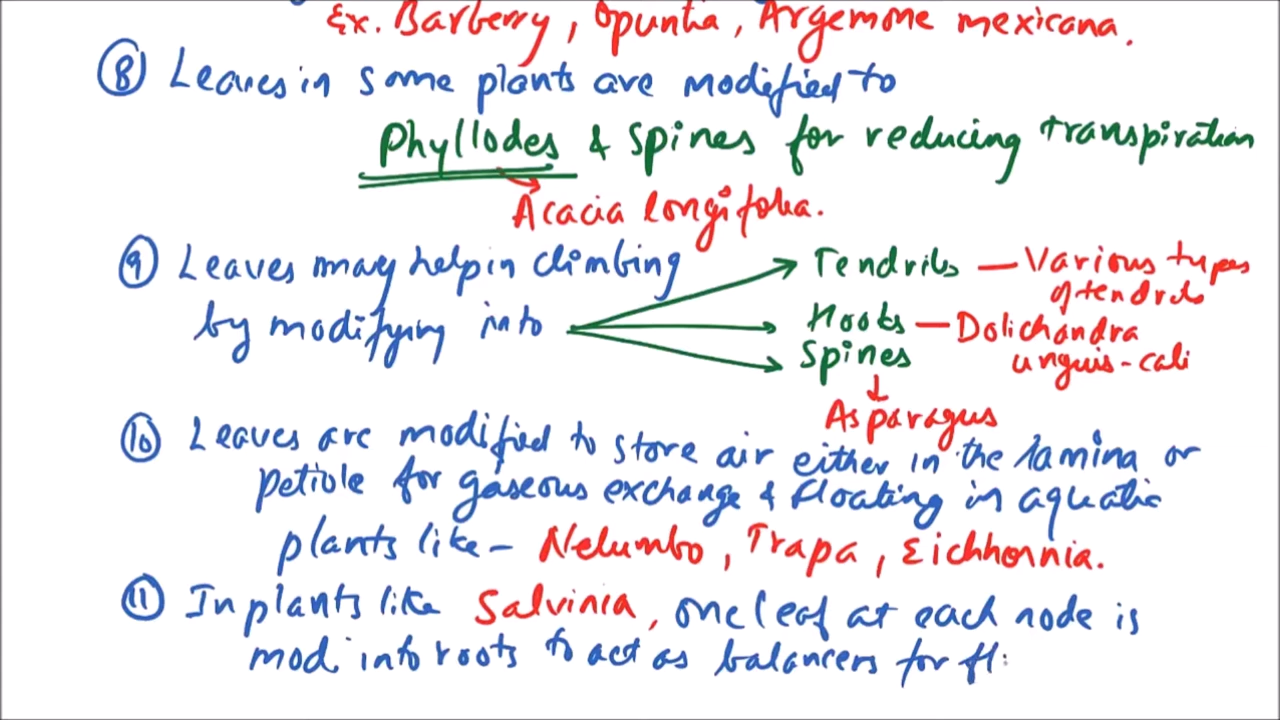 Ex. Barberry, Opuntia, Argemone mexicana.
⑧ Leaves in some plants are modified to
Phyllodes & Spines for reducing transpiration
Acacia longifolia.
⑨ Leaves may help in climbing
by modifying into
Tendrils — Various types
of tendrils
Hooks — Dolichandra
unguis-cati
Spines
Asparagus
⑩ Leaves are modified to store air either in the lamina or
petiole for gaseous exchange & floating in aquatic
plants like – Nelumbo, Trapa, Eichhornia.
⑪ In plants like Salvinia, one leaf at each node is
mod. into roots to act as balancers for fl